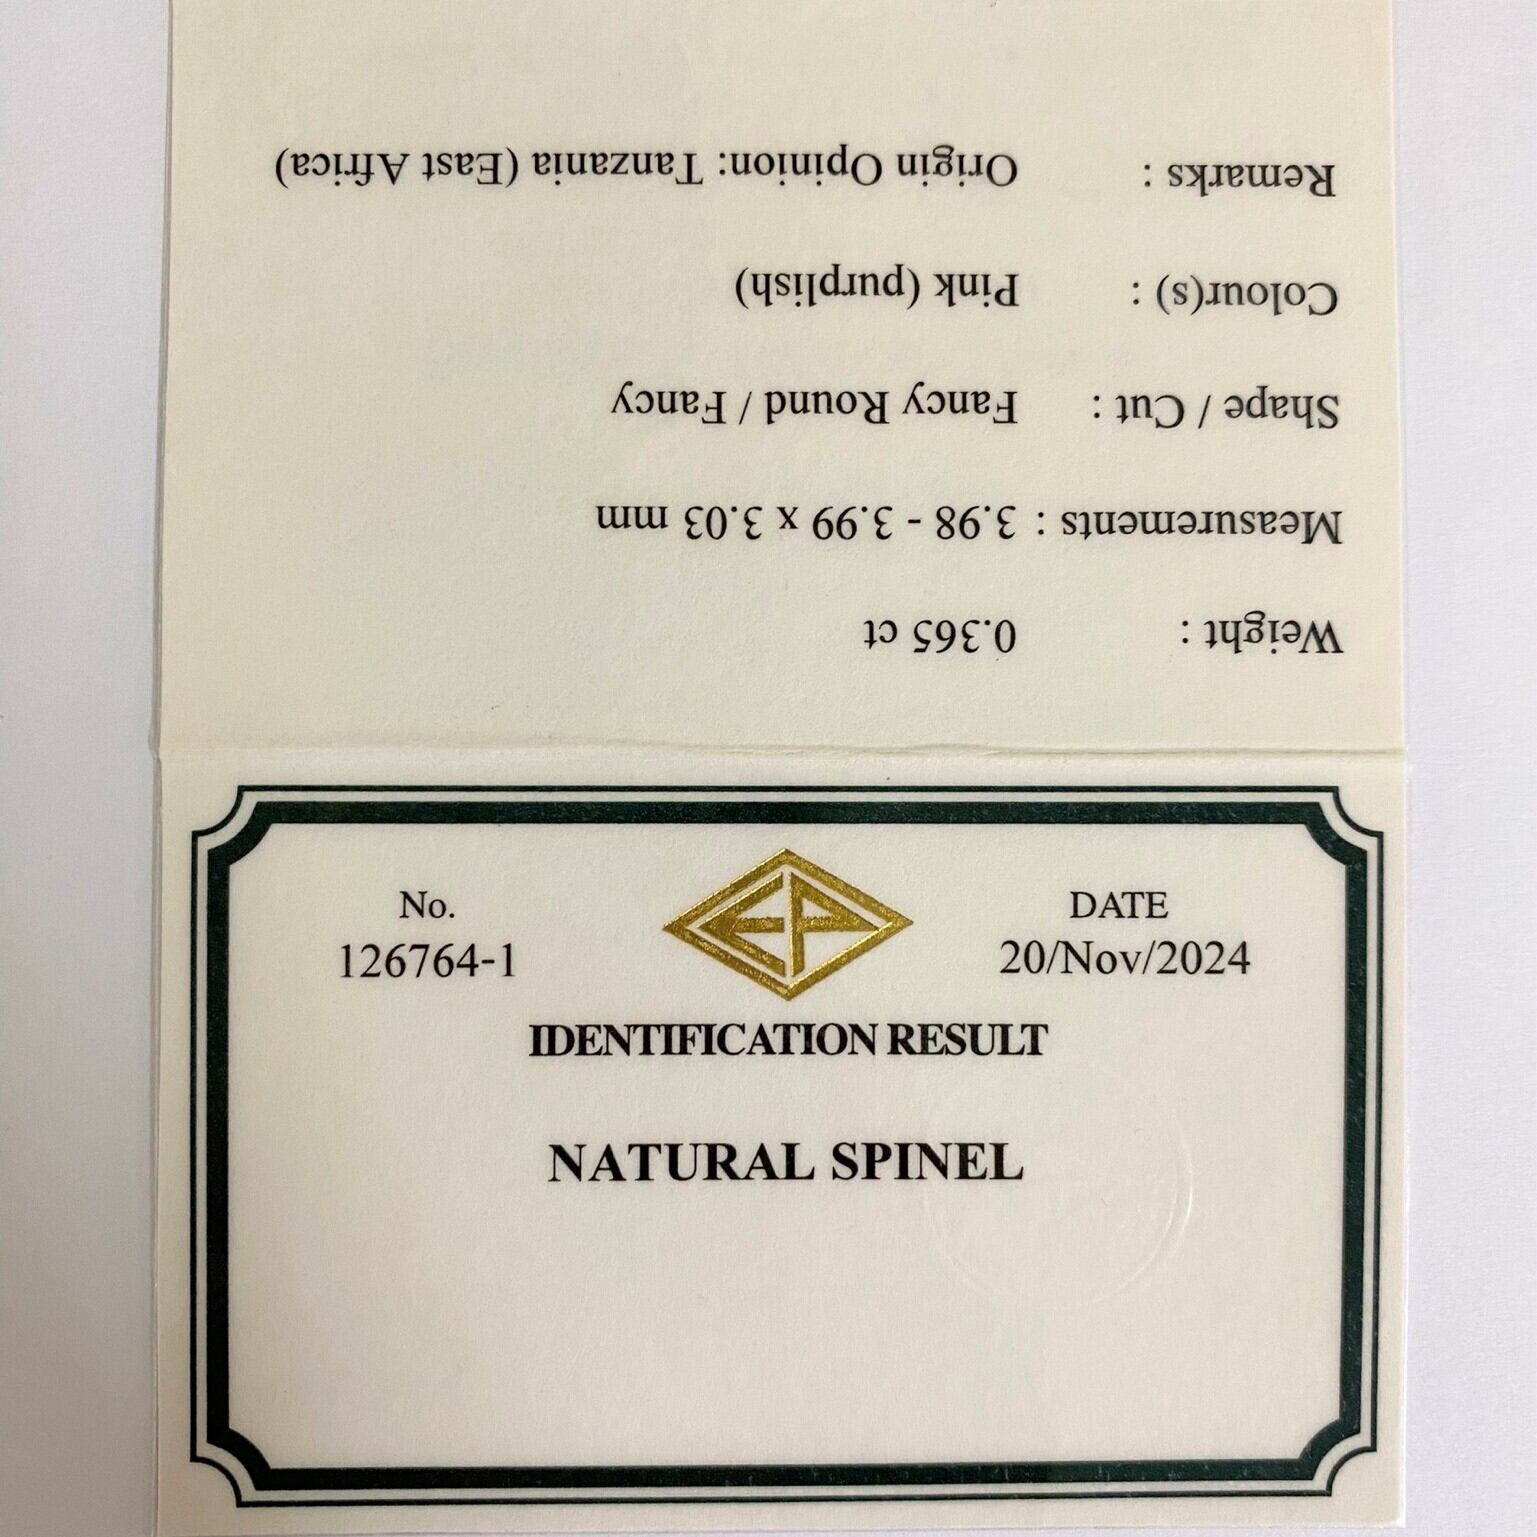 Weight : 0.365 ct
Measurements : 3.98 - 3.99 x 3.03 mm
Shape / Cut : Fancy Round / Fancy
Colour(s) : Pink (purplish)
Remarks : Origin Opinion: Tanzania (East Africa)
No.
126764-1
EP
DATE
20/Nov/2024
IDENTIFICATION RESULT
NATURAL SPINEL